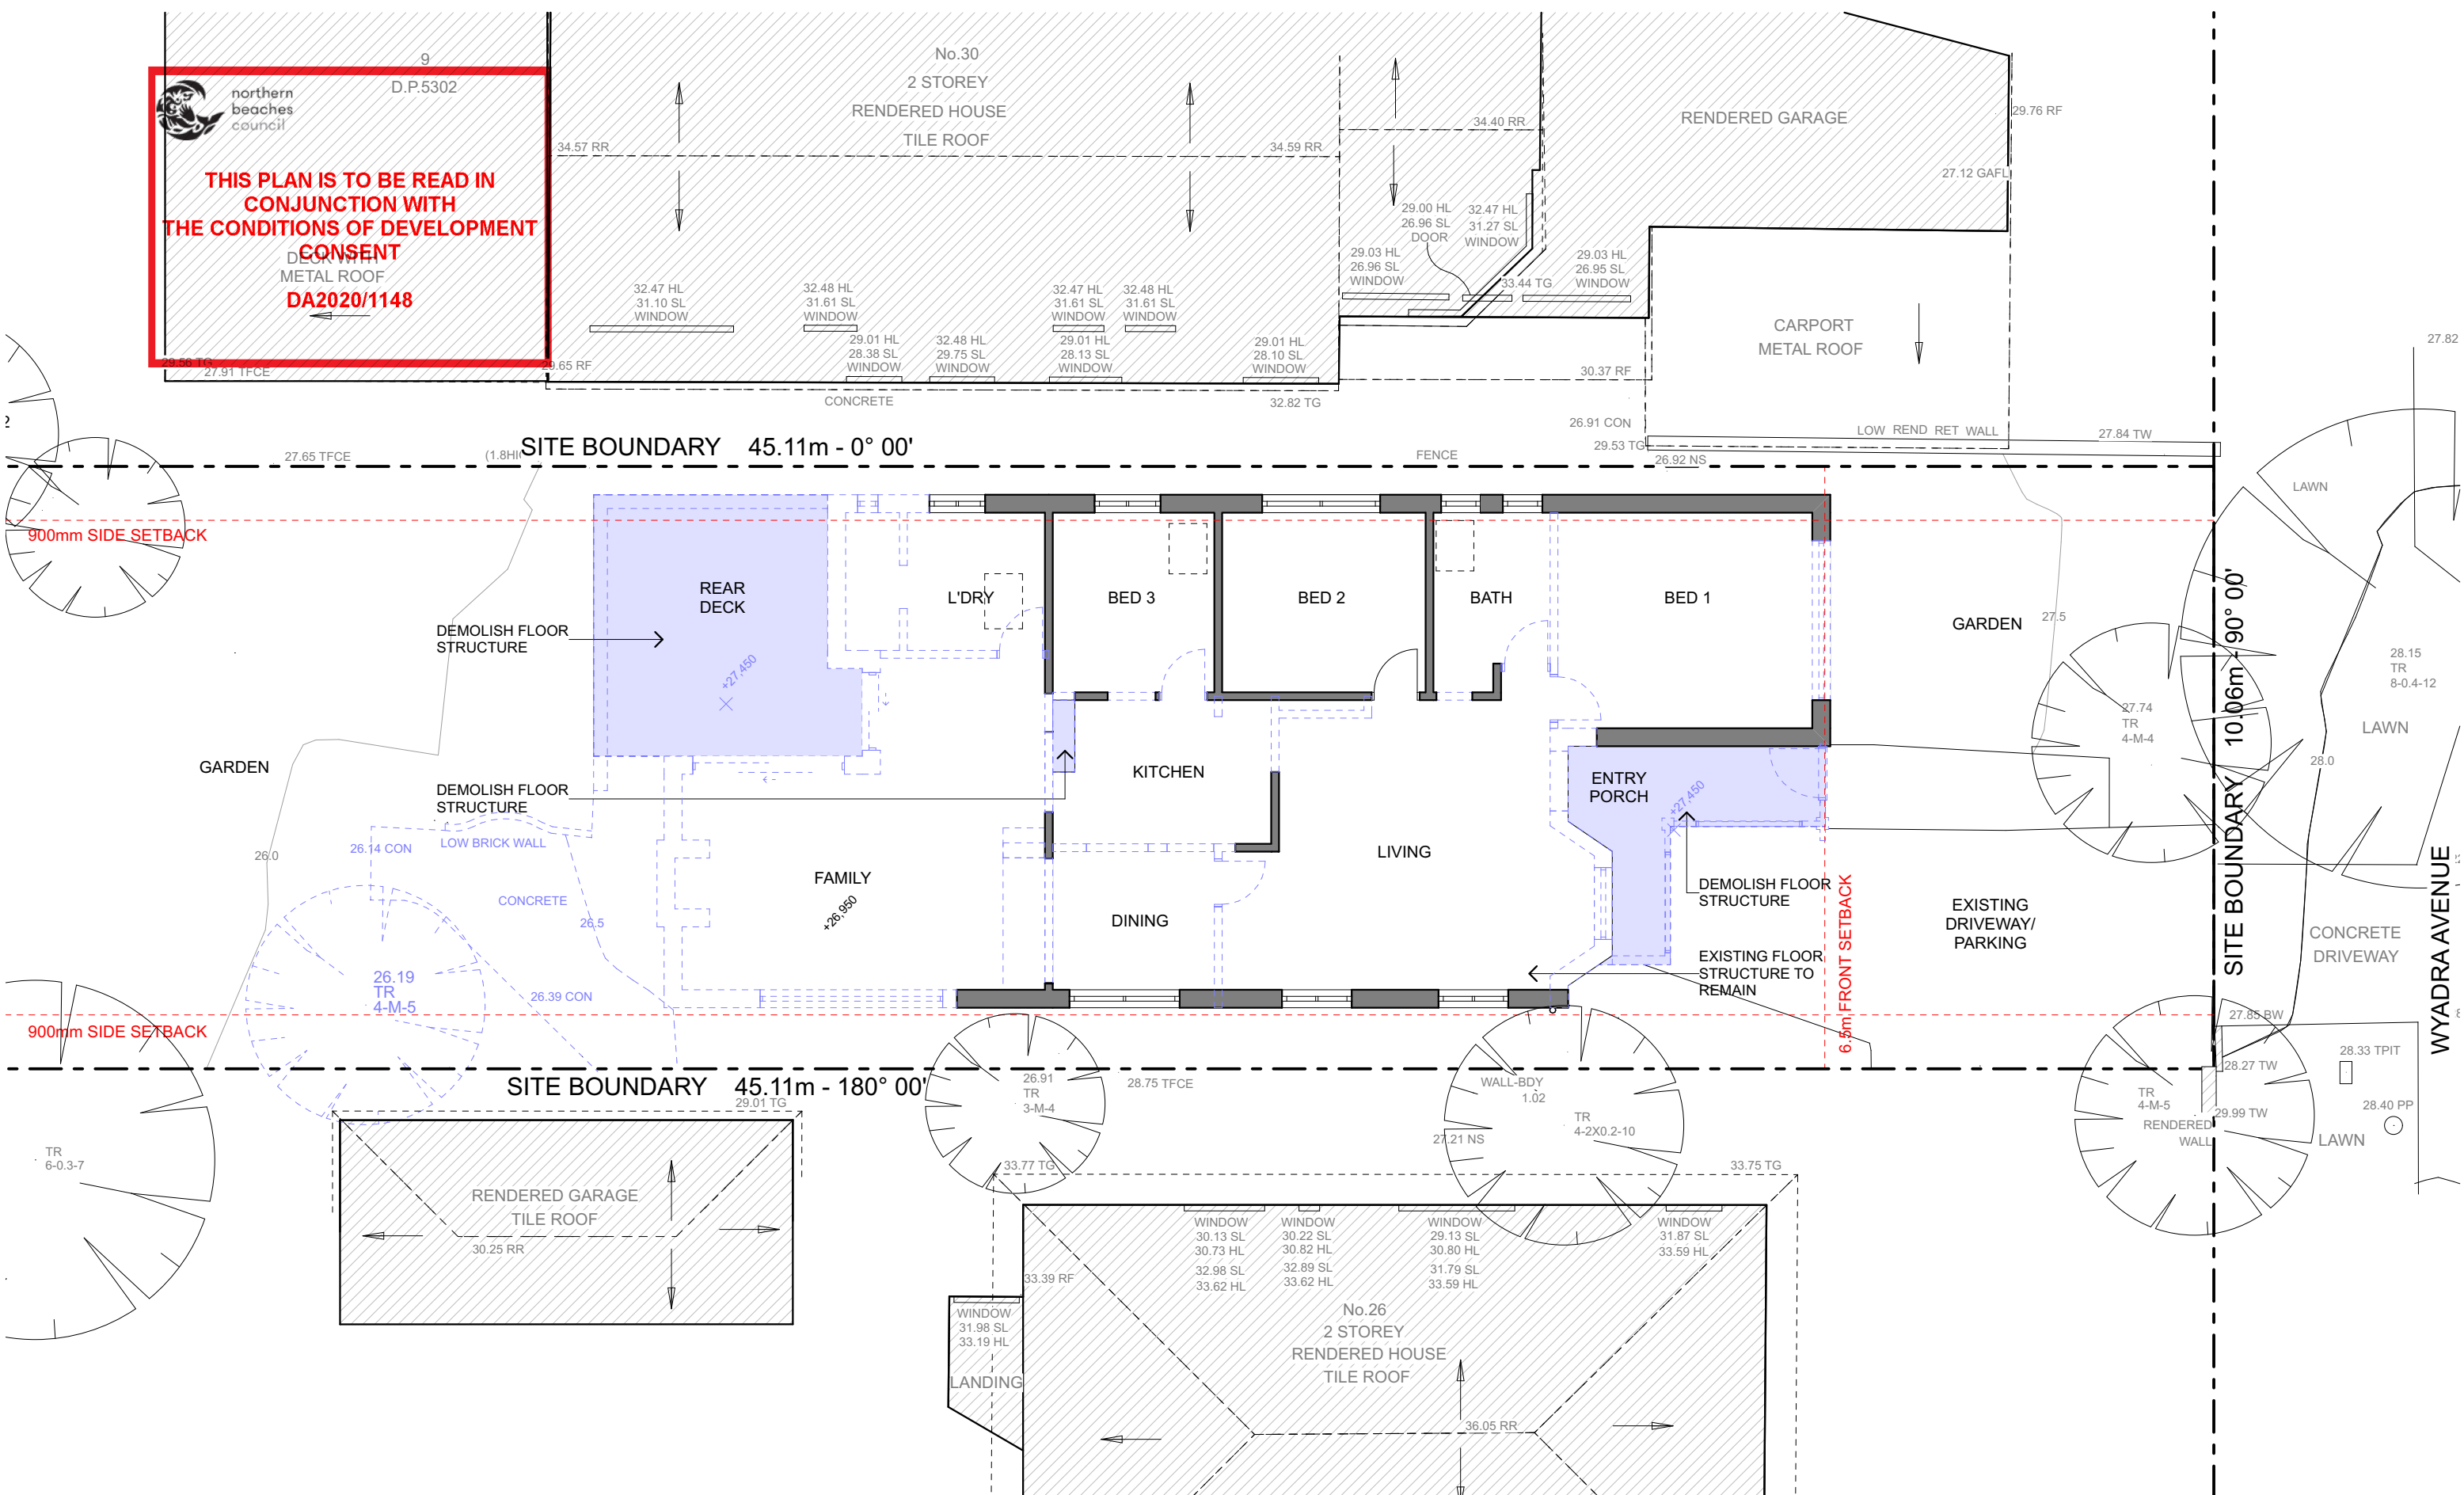 9
D.P.5302
northern
beaches
council
THIS PLAN IS TO BE READ IN
CONJUNCTION WITH
THE CONDITIONS OF DEVELOPMENT
CONSENT
DECK WITH
METAL ROOF
DA2020/1148
29.56 TG
27.91 TFCE
29.65 RF
No.30
2 STOREY
RENDERED HOUSE
TILE ROOF
34.57 RR
34.59 RR
34.40 RR
RENDERED GARAGE
29.76 RF
27.12 GAFL
29.00 HL
26.96 SL
DOOR
32.47 HL
31.27 SL
WINDOW
29.03 HL
26.96 SL
WINDOW
33.44 TG
29.03 HL
26.95 SL
WINDOW
32.47 HL
31.10 SL
WINDOW
32.48 HL
31.61 SL
WINDOW
32.47 HL
31.61 SL
WINDOW
32.48 HL
31.61 SL
WINDOW
29.01 HL
28.38 SL
WINDOW
32.48 HL
29.75 SL
WINDOW
29.01 HL
28.13 SL
WINDOW
29.01 HL
28.10 SL
WINDOW
CARPORT
METAL ROOF
30.37 RF
CONCRETE
32.82 TG
26.91 CON
29.53 TG
LOW REND RET WALL
27.84 TW
26.92 NS
27.82
2
27.65 TFCE
(1.8HI
SITE BOUNDARY 45.11m - 0° 00'
FENCE
LAWN
900mm SIDE SETBACK
REAR
DECK
+27,450
DEMOLISH FLOOR
STRUCTURE
L'DRY
BED 3
BED 2
BATH
BED 1
GARDEN
27.5
27.74
TR
4-M-4
28.15
TR
8-0.4-12
LAWN
28.0
SITE BOUNDARY 10.06m - 90° 00'
GARDEN
DEMOLISH FLOOR
STRUCTURE
KITCHEN
ENTRY
PORCH
+27,450
26.0
26.14 CON
LOW BRICK WALL
CONCRETE
26.5
FAMILY
+26,950
DINING
LIVING
DEMOLISH FLOOR
STRUCTURE
EXISTING FLOOR
STRUCTURE TO
REMAIN
6.5m FRONT SETBACK
EXISTING
DRIVEWAY/
PARKING
CONCRETE
DRIVEWAY
WYADRA AVENUE
26.19
TR
4-M-5
26.39 CON
900mm SIDE SETBACK
27.85 BW
28.33 TPIT
28.27 TW
28.40 PP
29.99 TW
LAWN
TR
4-M-5
RENDERED
WALL
SITE BOUNDARY 45.11m - 180° 00'
29.01 TG
26.91
TR
3-M-4
28.75 TFCE
WALL-BDY
1.02
TR
4-2X0.2-10
27.21 NS
TR
6-0.3-7
RENDERED GARAGE
TILE ROOF
30.25 RR
33.77 TG
33.75 TG
WINDOW
30.13 SL
30.73 HL
32.98 SL
33.62 HL
WINDOW
30.22 SL
30.82 HL
32.89 SL
33.62 HL
WINDOW
29.13 SL
30.80 HL
31.79 SL
33.59 HL
WINDOW
31.87 SL
33.59 HL
33.39 RF
WINDOW
31.98 SL
33.19 HL
LANDING
No.26
2 STOREY
RENDERED HOUSE
TILE ROOF
36.05 RR